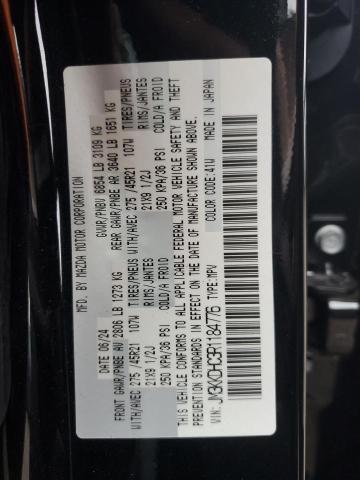 MFD. BY MAZDA MOTOR CORPORATION
DATE 06/24 GVWR/PNBV 6854 LB 3109 KG
FRONT GAWR/PNBE AV 2806 LB 1273 KG REAR GAWR/PNBE AR 3640 LB 1651 KG
WITH/AVEC 275 /45R21 107W TIRES/PNEUS WITH/AVEC 275 /45R21 107W TIRES/PNEUS
21X9 1/2J RIMS/JANTES 21X9 1/2J RIMS/JANTES
250 KPA/36 PSI COLD/A FROID 250 KPA/36 PSI COLD/A FROID
THIS VEHICLE CONFORMS TO ALL APPLICABLE FEDERAL MOTOR VEHICLE SAFETY AND THEFT
PREVENTION STANDARDS IN EFFECT ON THE DATE OF MANUFACTURE SHOWN ABOVE.
VIN: JM3KKDHC3R1184776 TYPE:MPV COLOR CODE:41W MADE IN JAPAN